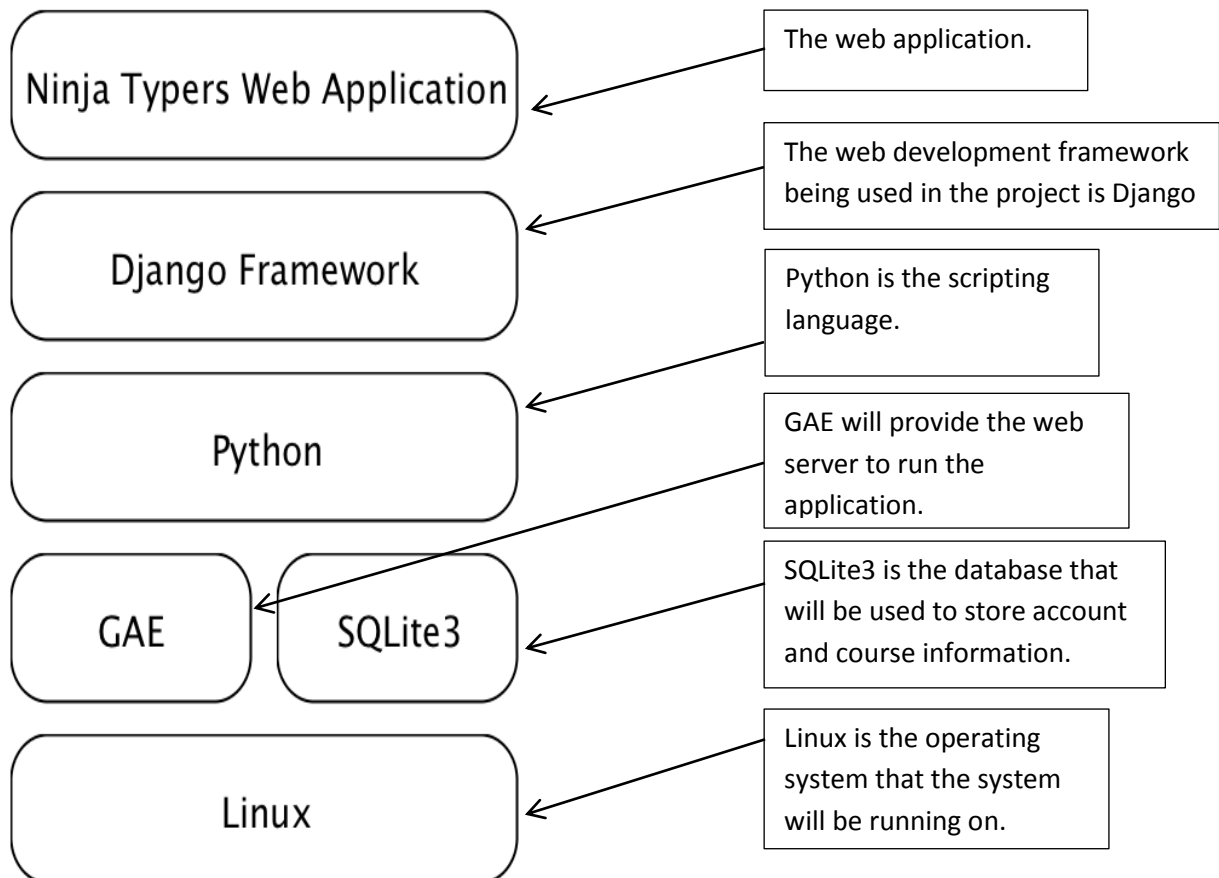 Ninja Typers Web Application
The web application.
Django Framework
The web development framework
being used in the project is Django
Python
Python is the scripting
language.
GAE
GAE will provide the web
server to run the
application.
SQLite3
SQLite3 is the database that
will be used to store account
and course information.
Linux
Linux is the operating
system that the system
will be running on.